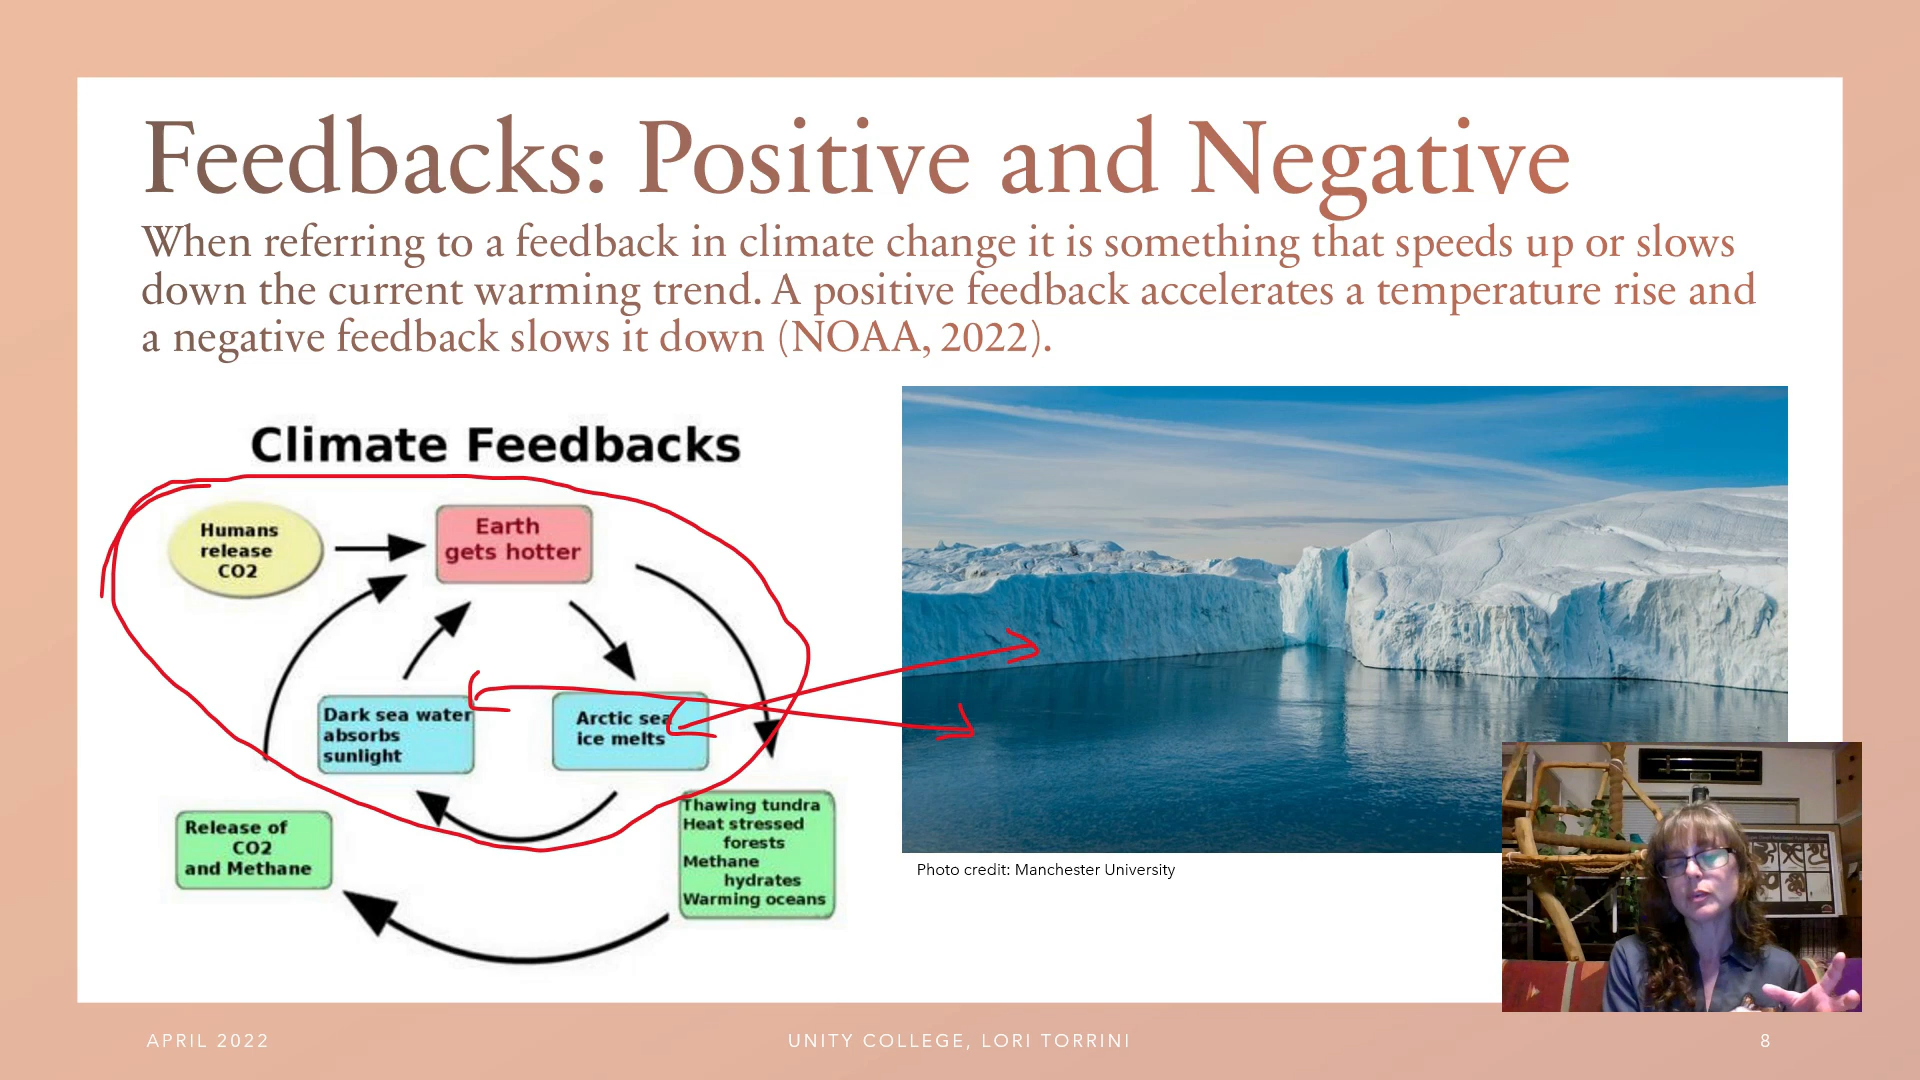 Feedbacks: Positive and Negative
When referring to a feedback in climate change it is something that speeds up or slows
down the current warming trend. A positive feedback accelerates a temperature rise and
a negative feedback slows it down (NOAA, 2022).
Climate Feedbacks
Humans
release
CO2
Earth
gets hotter
Dark sea water
absorbs
sunlight
Arctic sea
ice melts
Release of
CO2
and Methane
Thawing tundra
Heat stressed
forests
Methane
hydrates
Warming oceans
Photo credit: Manchester University
APRIL 2022
UNITY COLLEGE, LORI TORRINI
8